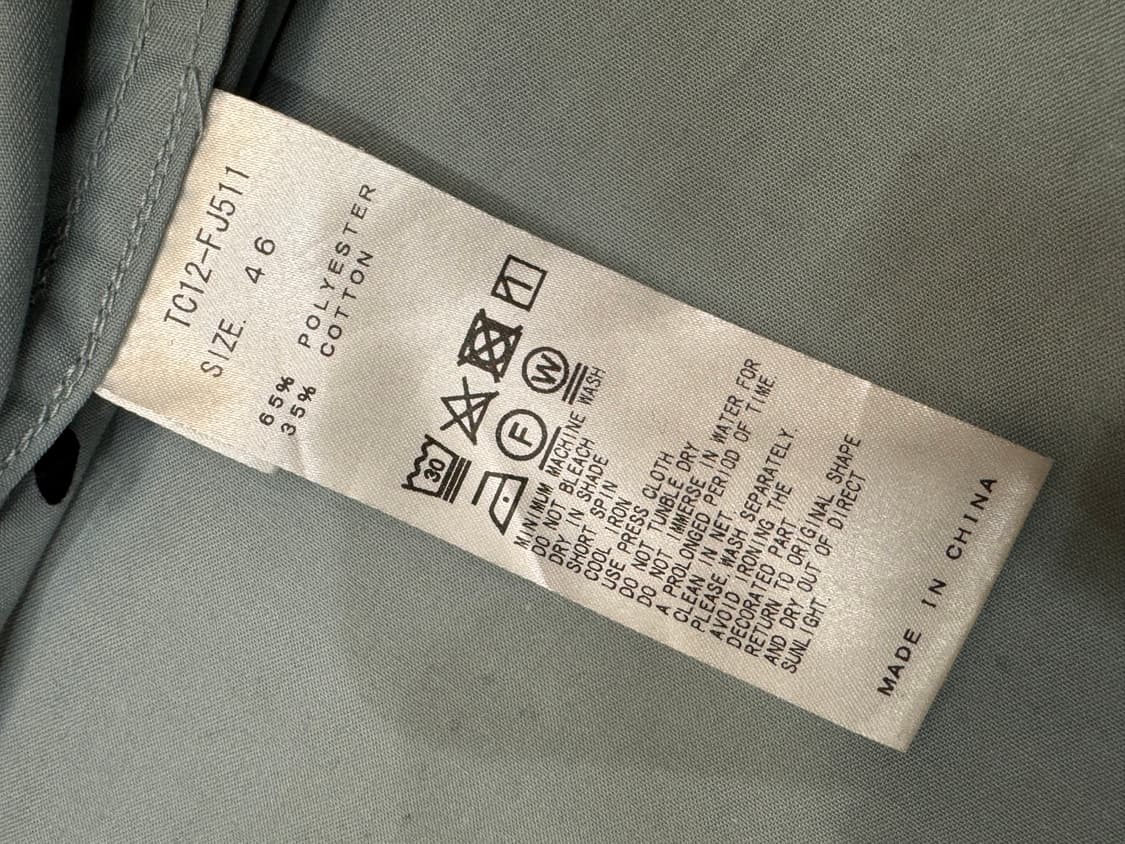 TC12-FJ511
SIZE. 46
65% POLYESTER
35% COTTON
30
F W
MINIMUM MACHINE WASH
DO NOT BLEACH
DRY IN SHADE
SHORT SPIN
COOL IRON
USE PRESS CLOTH
DO NOT TUNBLE DRY
DO NOT IMMERSE IN WATER FOR
A PROLONGED PERIOD OF TIME.
CLEAN IN NET
PLEASE WASH SEPARATELY.
AVOID IRONING THE
DECORATED PART
RETURN TO ORIGINAL SHAPE
AND DRY OUT OF DIRECT
SUNLIGHT.
MADE IN CHINA